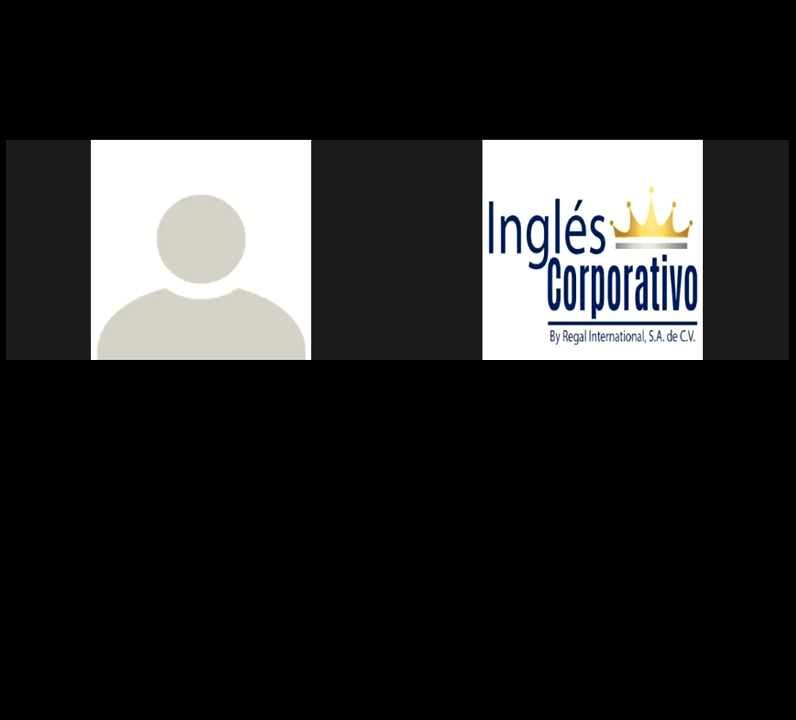 Inglés
Corporativo
By Regal International, S.A. de C.V.